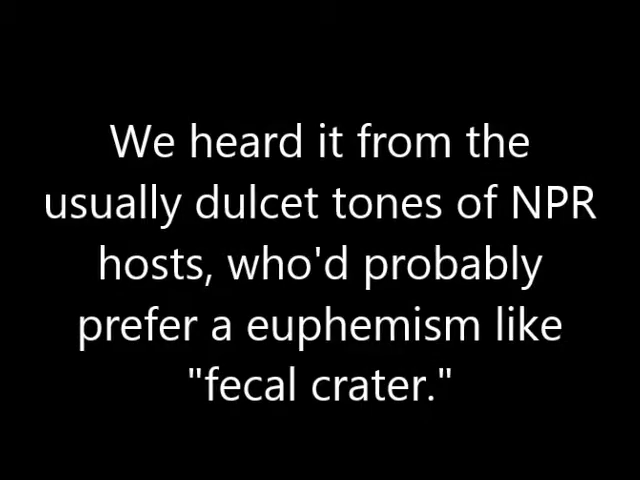 We heard it from the
usually dulcet tones of NPR
hosts, who'd probably
prefer a euphemism like
"fecal crater."